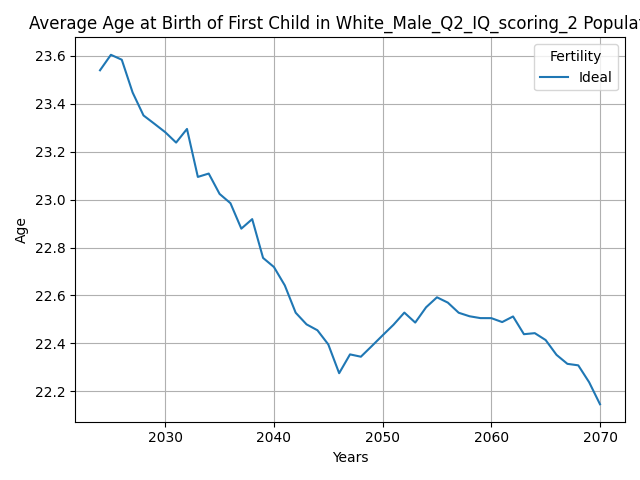 Average Age at Birth of First Child in White_Male_Q2_IQ_scoring_2
Fertility
Ideal
23.6
23.4
23.2
23.0
22.8
22.6
22.4
22.2
Age
2030
2040
2050
2060
2070
Years